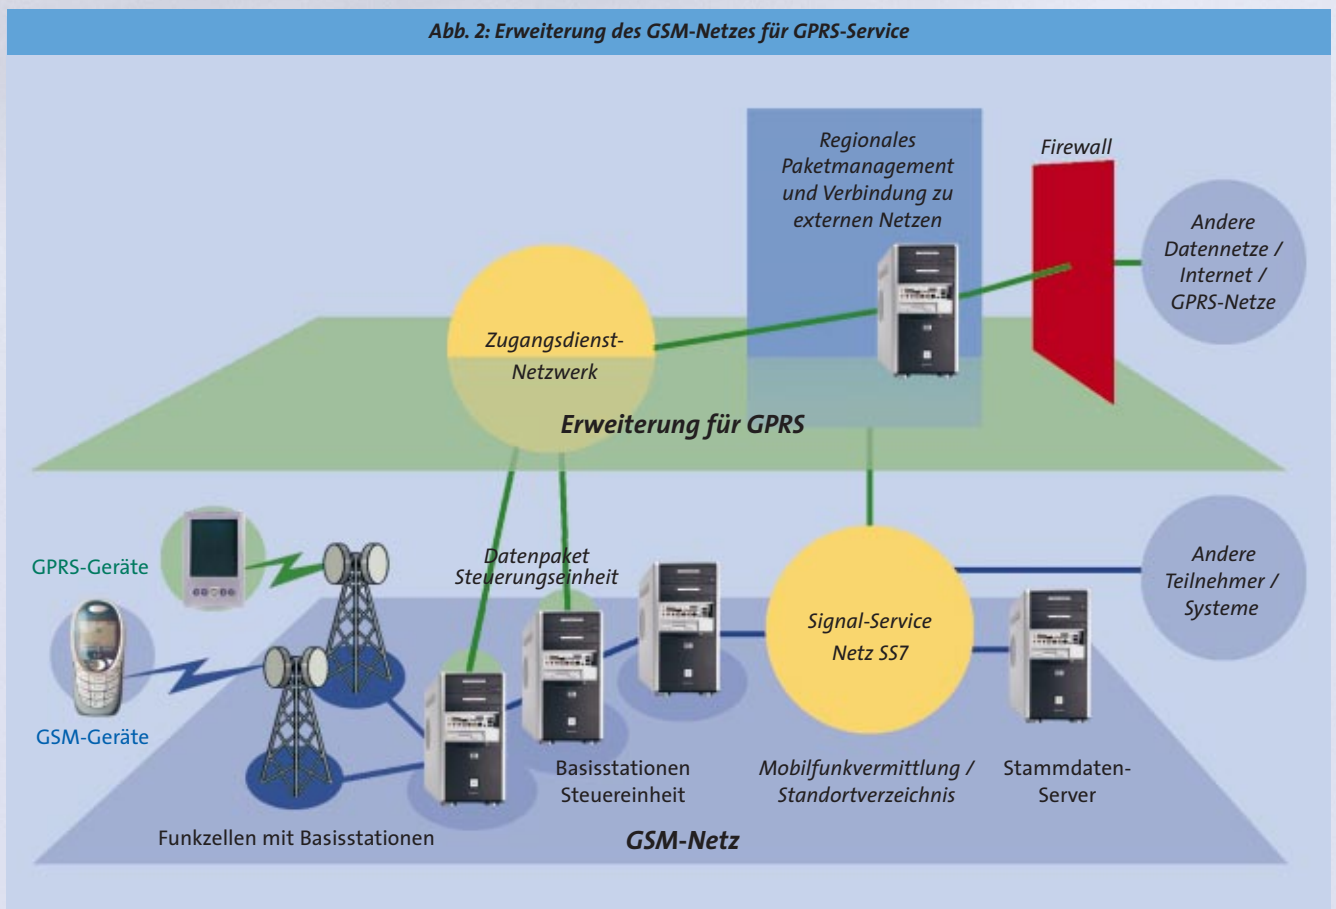 Abb. 2: Erweiterung des GSM-Netzes für GPRS-Service
Regionales
Paketmanagement
und Verbindung zu
externen Netzen
Firewall
Andere
Datennetze /
Internet /
GPRS-Netze
Zugangsdienst-
Netzwerk
Erweiterung für GPRS
GPRS-Geräte
Datenpaket
Steuerungseinheit
Andere
Teilnehmer /
Systeme
Signal-Service
Netz SS7
GSM-Geräte
Basisstationen
Steuereinheit
Mobilfunkvermittlung /
Standortverzeichnis
Stammdaten-
Server
Funkzellen mit Basisstationen
GSM-Netz